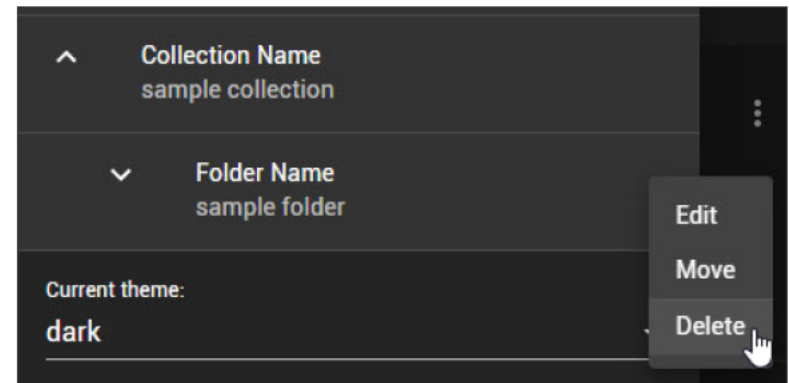 Collection Name
sample collection
Folder Name
sample folder
Edit
Move
Current theme:
dark
Delete